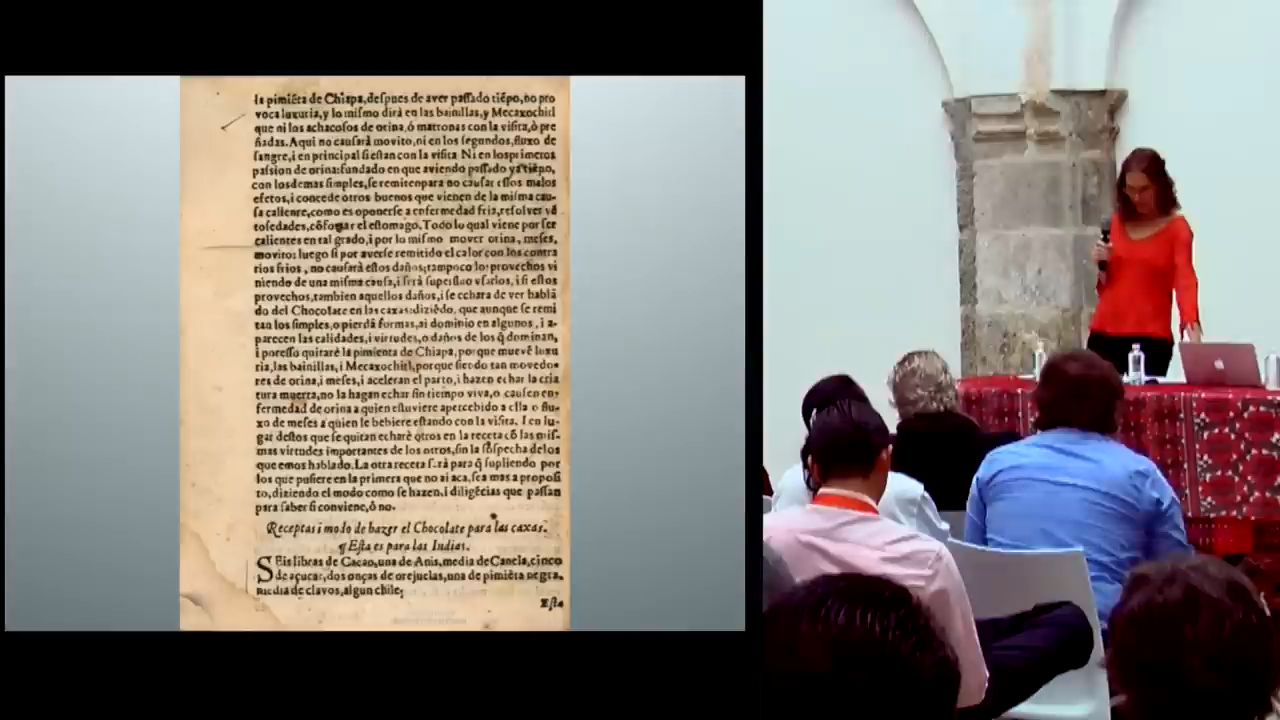 la pimiẽta de Chiapa, despues de aver passado tiẽpo, no pro
voca luxuria, y lo mismo dirà en las bainillas, y Mecaxochitl
que ni los achacosos de orina, ó matronas con la visita, ò pre
ñadas. Aqui no causarà movito, ni en los segundos, fluxo de
sangre, i en principal si estan con la visita. Ni en los primeros
passion de orina: fundado en que aviendo passado ya tiẽpo,
con los demas simples, se remiten para no causar essos malos
efetos, i concede otros buenos que vienen de la misma cau-
sa caliente, como es oponerse a enfermedad fria, resolver vẽ
tosedades, cõfortar el estomago. Todo lo qual viene por ser
calientes en tal grado, i por lo mismo mover orina, meses,
movito: luego si por averse remitido el calor con los contra
rios frios, no causarà estos daños; tampoco los provechos vi
niendo de una misma causa, i serà superfluo vsarlos, i si estos
provechos, tambien aquellos daños, i se echara de ver hablã
do del Chocolate en las caxas: diziẽdo, que aunque se remi
tan los simples, o pierdã formas, ai dominio en algunos, i a-
parecen las calidades, i virtudes, o daños de los q̃ dominan,
i poresso quitarè la pimienta de Chiapa, porque muevẽ luxu
ria, las bainillas, i Mecaxochitl, porque siendo tan movedo-
res de orina, i meses, i aceleran el parto, i hazen echar la cria
tura muerta, no la hagan echar sin tiempo viva, o causen en-
fermedad de orina a quien estuviere apercebido a ella o flu-
xo de meses a quien le bebiere estando con la visita. I en lu-
gar destos que se quitan echarè otros en la receta cõ las mis-
mas virtudes importantes de los otros, sin la sospecha de los
que emos hablado. La otra receta serà para q̃ supliendo por
los que pusiere en la primera que no ai aca, sea mas a proposi
to, diziendo el modo como se hazen, i diligẽcias que passan
para saber si conviene, ó no.
Receptas i modo de hazer el Chocolate para las caxas.
¶ Esta es para las Indias.
SEis libras de Cacao, una de Anis, media de Canela, cinco
de açucar, dos onças de orejuelas, una de pimiẽta negra,
media de clavos, algun chile;
Esta